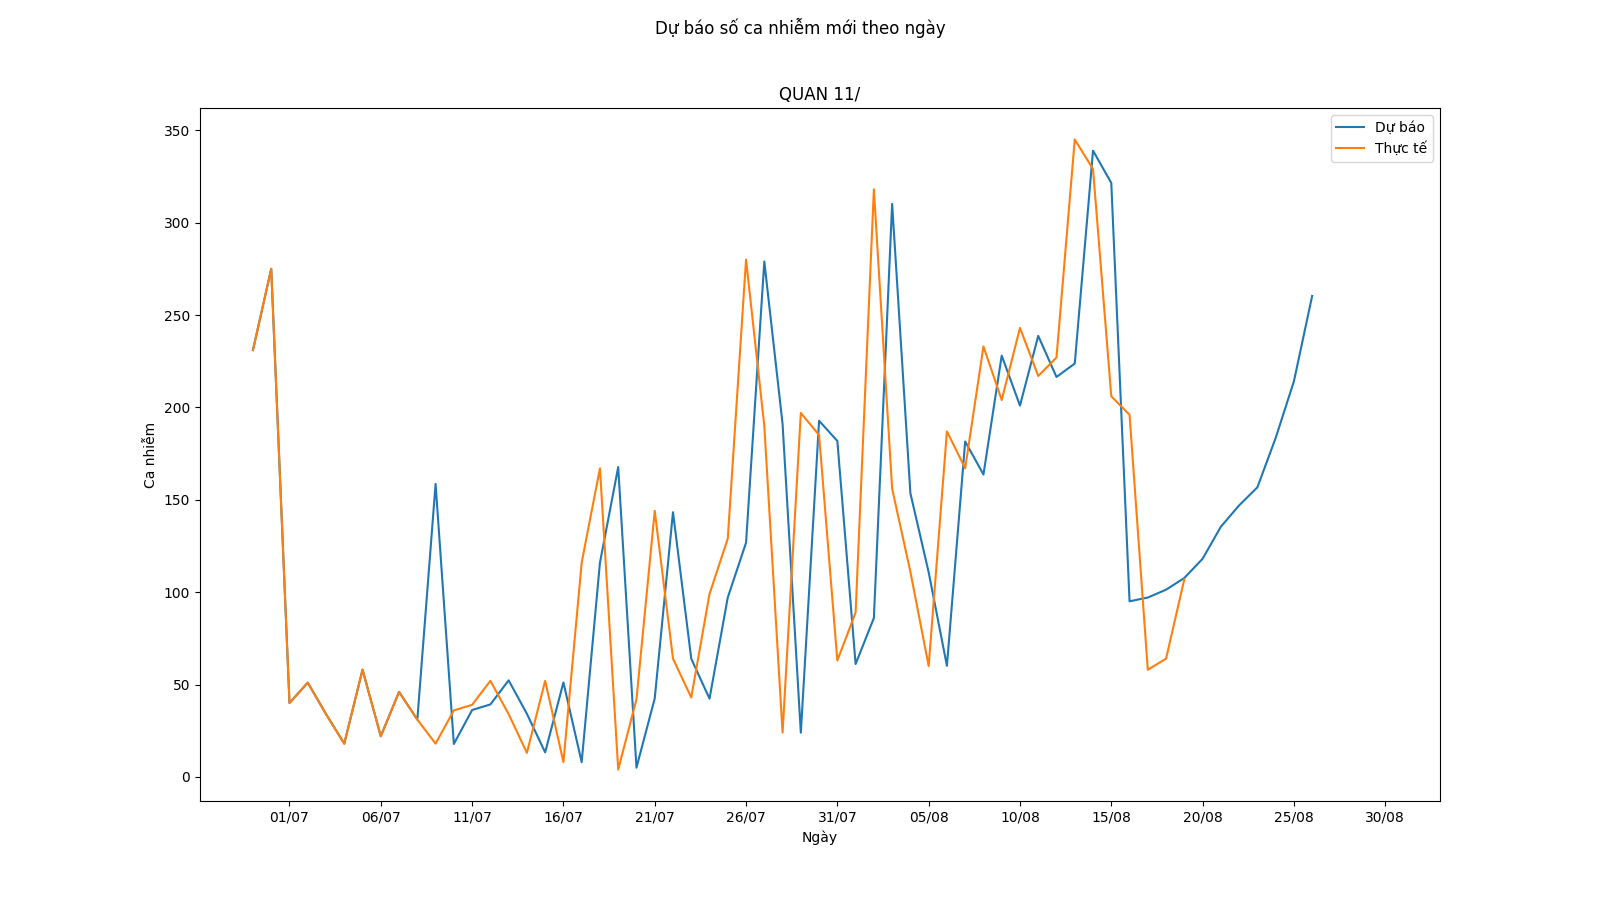 Dự báo số ca nhiễm mới theo ngày
QUAN 11/
Dự báo
Thực tế
350
300
250
200
150
100
50
0
Ca nhiễm
01/07 06/07 11/07 16/07 21/07 26/07 31/07 05/08 10/08 15/08 20/08 25/08 30/08
Ngày